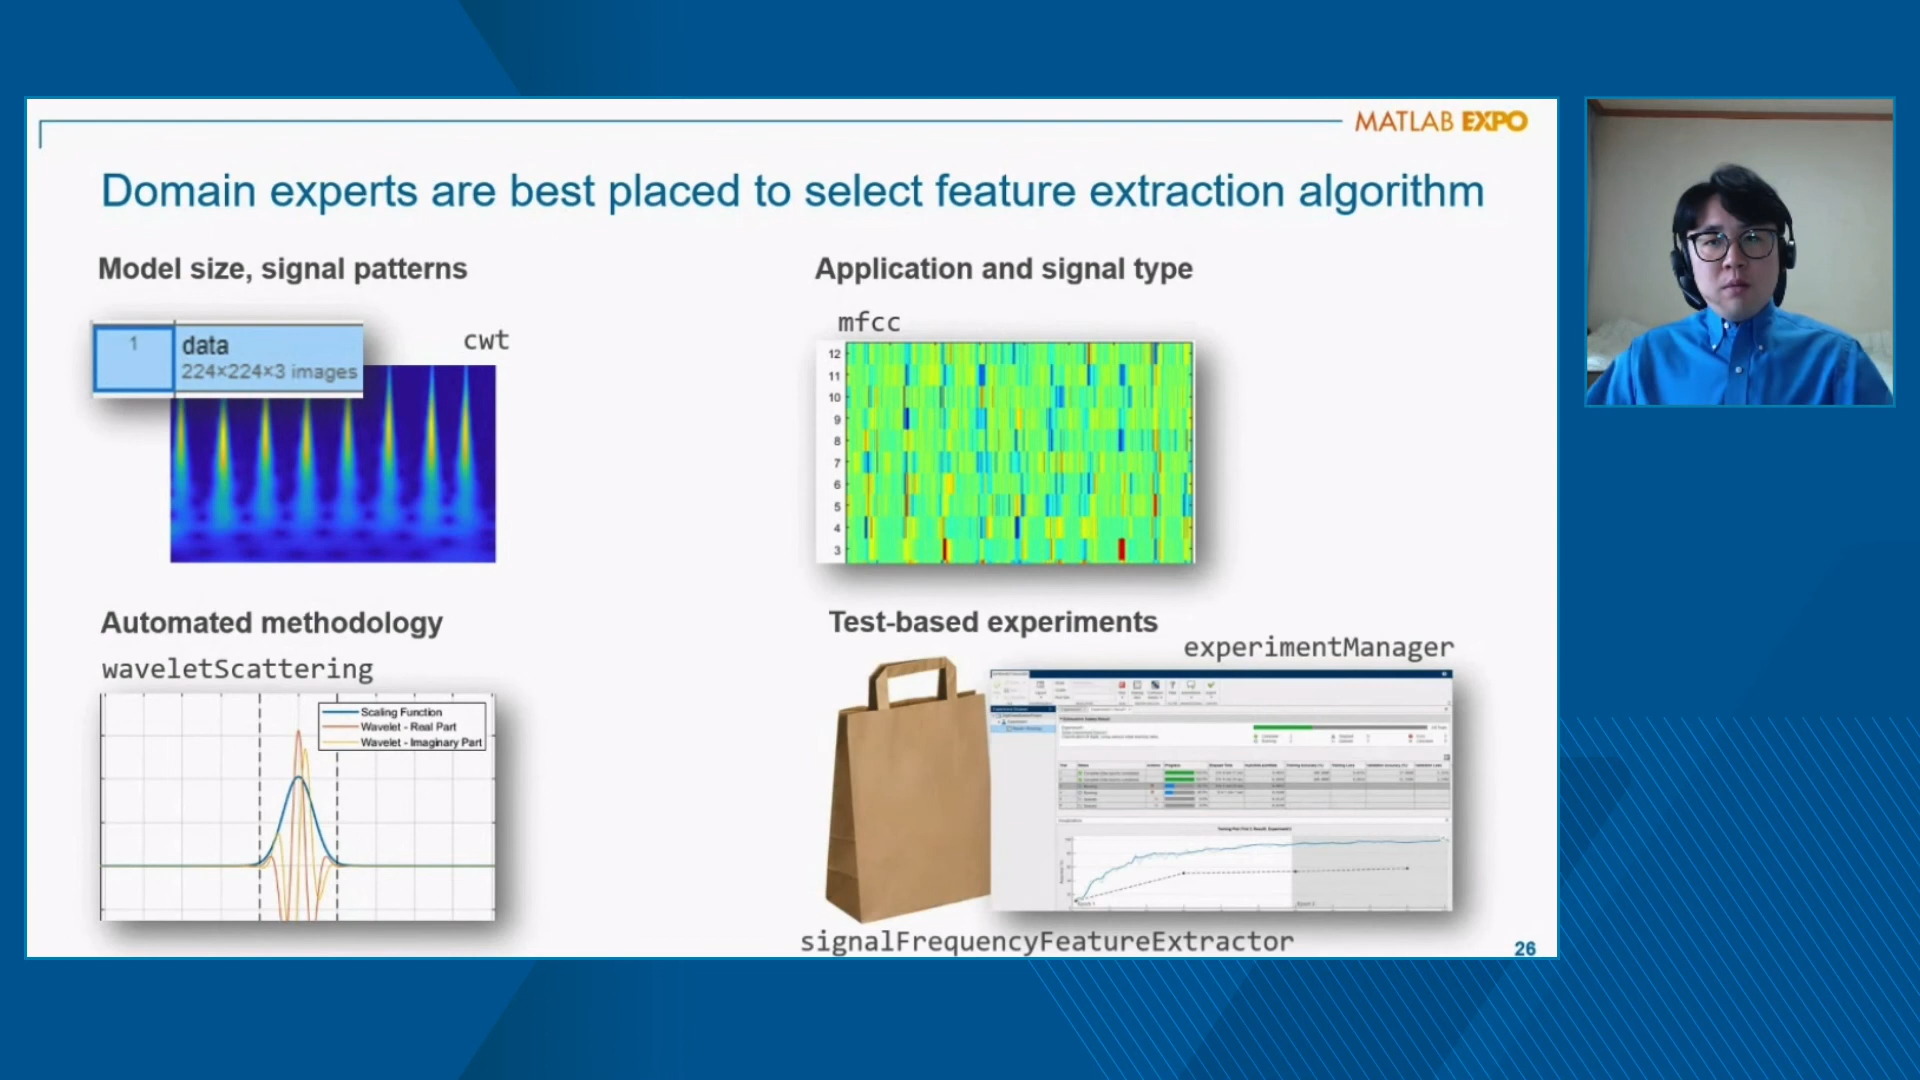 MATLAB EXPO
Domain experts are best placed to select feature extraction algorithm
Model size, signal patterns
1
data
224×224×3 images
cwt
Application and signal type
mfcc
12
11
10
9
8
7
6
5
4
3
Automated methodology
waveletScattering
Scaling Function
Wavelet - Real Part
Wavelet - Imaginary Part
Test-based experiments
experimentManager
signalFrequencyFeatureExtractor
26